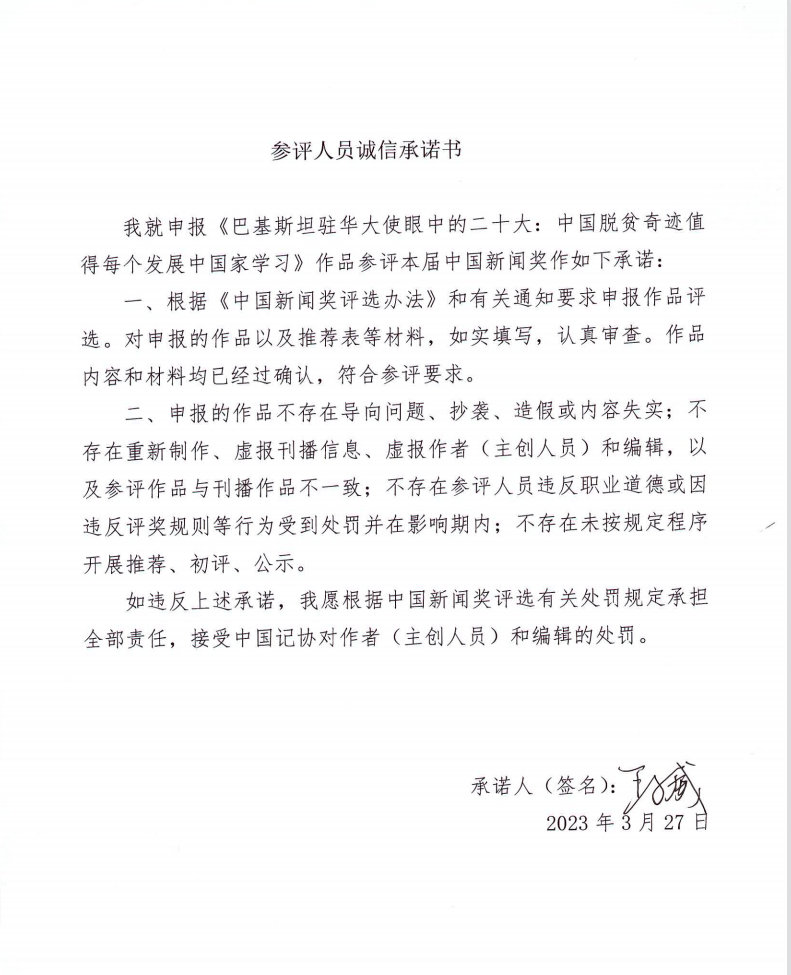 参评人员诚信承诺书
我就申报《巴基斯坦驻华大使眼中的二十大：中国脱贫奇迹值
得每个发展中国家学习》作品参评本届中国新闻奖作如下承诺：
一、根据《中国新闻奖评选办法》和有关通知要求申报作品评
选。对申报的作品以及推荐表等材料，如实填写，认真审查。作品
内容和材料均已经过确认，符合参评要求。
二、申报的作品不存在导向问题、抄袭、造假或内容失实；不
存在重新制作、虚报刊播信息、虚报作者（主创人员）和编辑，以
及参评作品与刊播作品不一致；不存在参评人员违反职业道德或因
违反评奖规则等行为受到处罚并在影响期内；不存在未按规定程序
开展推荐、初评、公示。
如违反上述承诺，我愿根据中国新闻奖评选有关处罚规定承担
全部责任，接受中国记协对作者（主创人员）和编辑的处罚。
承诺人（签名）：
2023 年 3 月 27 日